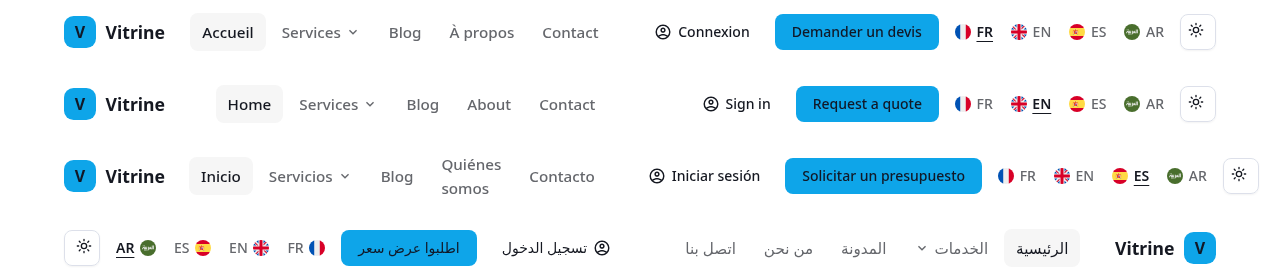 V Vitrine Accueil Services Blog À propos Contact Connexion Demander un devis FR EN ES AR
V Vitrine Home Services Blog About Contact Sign in Request a quote FR EN ES AR
V Vitrine Inicio Servicios Blog Quiénes somos Contacto Iniciar sesión Solicitar un presupuesto FR EN ES AR
V Vitrine الرئيسية الخدمات المدونة من نحن اتصل بنا تسجيل الدخول اطلبوا عرض سعر FR EN ES AR